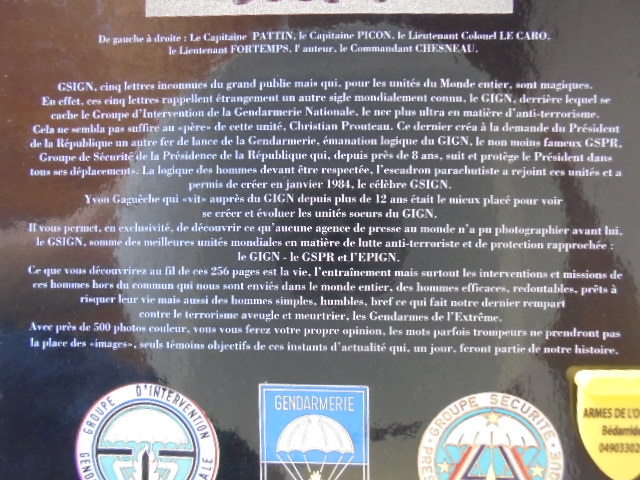 De gauche à droite : Le Capitaine PATTIN, le Capitaine PICON, le Lieutenant Colonel LE CARO,
le Lieutenant FORTEMPS, l'auteur, le Commandant CHESNEAU.
GSIGN, cinq lettres inconnues du grand public mais qui, pour les unités du Monde entier, sont magiques.
En effet, ces cinq lettres rappellent étrangement un autre sigle mondialement connu, le GIGN, derrière lequel se
cache le Groupe d'Intervention de la Gendarmerie Nationale, le nec plus ultra en matière d'anti-terrorisme.
Cela ne sembla pas suffire au «père» de cette unité, Christian Prouteau. Ce dernier créa à la demande du Président
de la République un autre fer de lance de la Gendarmerie, émanation logique du GIGN, le non moins fameux GSPR,
Groupe de Sécurité de la Présidence de la République qui, depuis près de 8 ans, suit et protège le Président dans
tous ses déplacements. La logique des hommes devant être respectée, l'escadron parachutiste a rejoint ces unités et a
permis de créer en janvier 1984, le célèbre GSIGN.
Yvon Gaguèche qui «vit» auprès du GIGN depuis plus de 12 ans était le mieux placé pour voir
se créer et évoluer les unités soeurs du GIGN.
Il vous permet, en exclusivité, de découvrir ce qu'aucune agence de presse au monde n'a pu photographier avant lui,
le GSIGN, somme des meilleures unités mondiales en matière de lutte anti-terroriste et de protection rapprochée :
le GIGN - le GSPR et l'EPIGN.
Ce que vous découvrirez au fil de ces 256 pages est la vie, l'entraînement mais surtout les interventions et missions de
ces hommes hors du commun qui nous sont enviés dans le monde entier, des hommes efficaces, redoutables, prêts à
risquer leur vie mais aussi des hommes simples, humbles, bref ce qui fait notre dernier rempart
contre le terrorisme aveugle et meurtrier, les Gendarmes de l'Extrême.
Avec près de 500 photos couleur, vous vous ferez votre propre opinion, les mots parfois trompeurs ne prendront pas
la place des «images», seuls témoins objectifs de ces instants d'actualité qui, un jour, feront partie de notre histoire.
GROUPE D'INTERVENTION
GENDARMERIE
GROUPE SECURITE
ARMES DE L'O
Bédarride
049033020